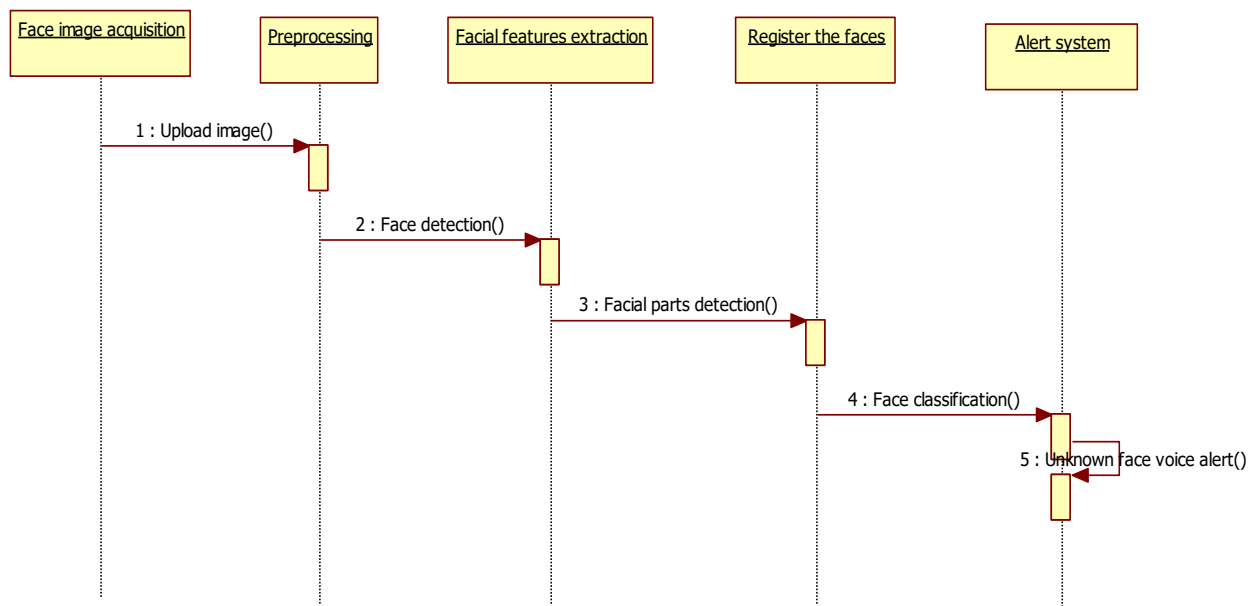 Face image acquisition
Preprocessing
Facial features extraction
Register the faces
Alert system
1 : Upload image()
2 : Face detection()
3 : Facial parts detection()
4 : Face classification()
5 : Unknown face voice alert()